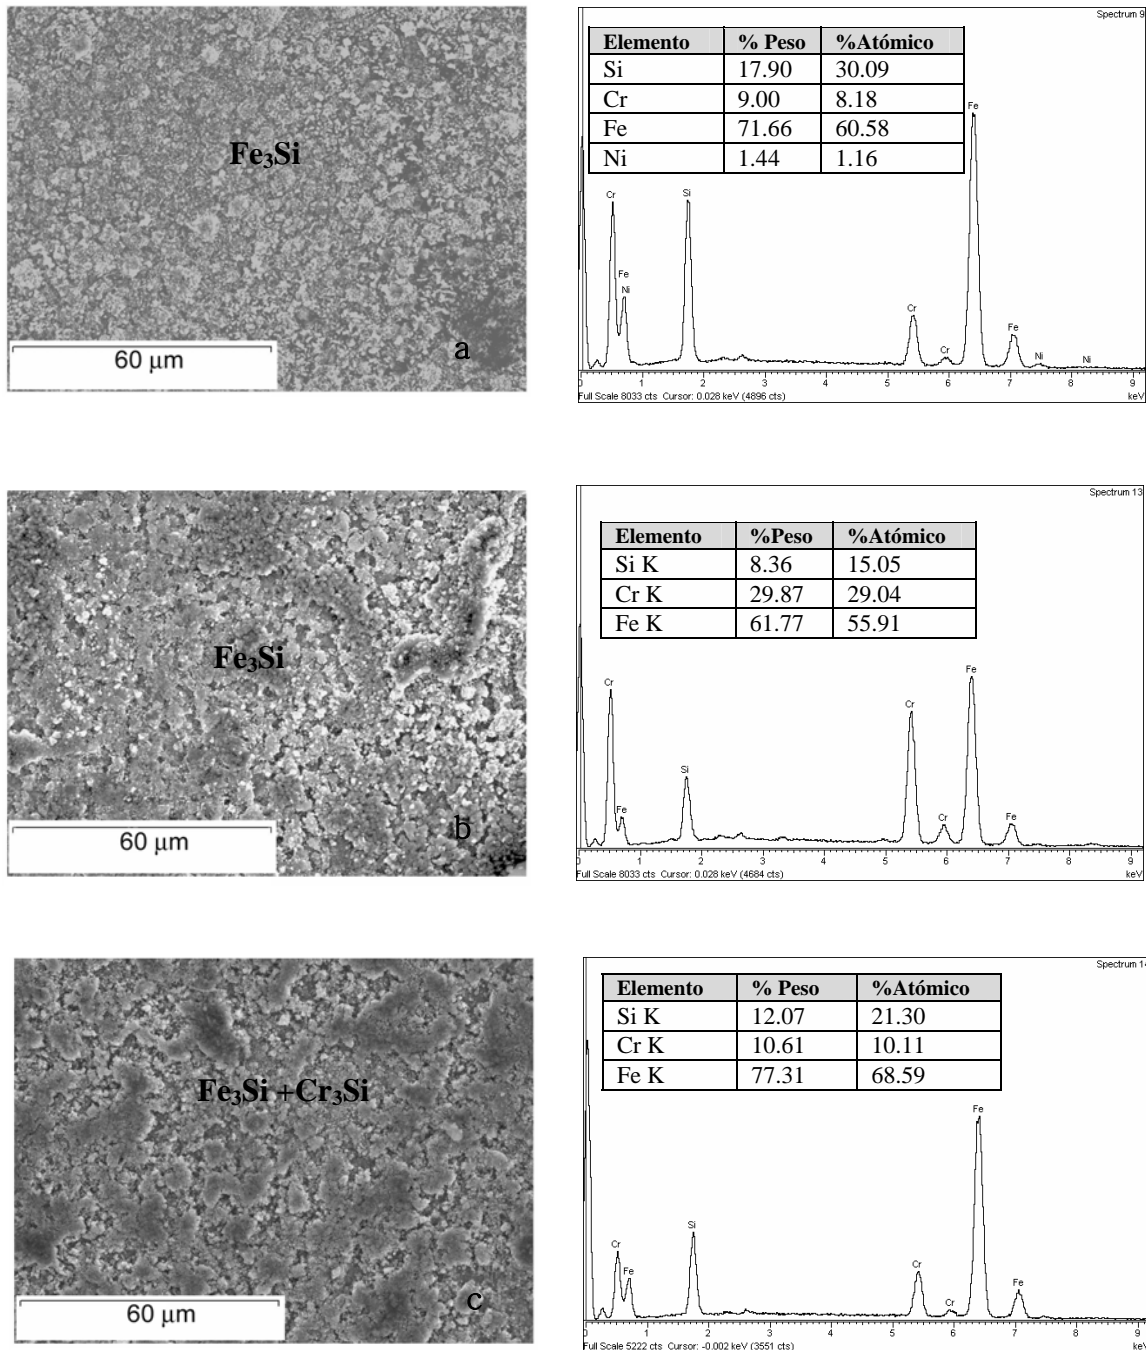 Spectrum 9
Elemento % Peso %Atómico
Si 17.90 30.09
Cr 9.00 8.18
Fe 71.66 60.58
Ni 1.44 1.16
Fe₃Si
Fe
Cr
Si
Fe
Ni
Cr
Cr
Fe
Ni
Ni
60 µm
a
0 1 2 3 4 5 6 7 8 9
Full Scale 8033 cts Cursor: 0.028 keV (4896 cts) keV
Spectrum 13
Elemento %Peso %Atómico
Si K 8.36 15.05
Cr K 29.87 29.04
Fe K 61.77 55.91
Fe₃Si
Cr
Fe
Si
Cr
Cr
Fe
Fe
60 µm
b
0 1 2 3 4 5 6 7 8 9
Full Scale 8033 cts Cursor: 0.028 keV (4684 cts) keV
Spectrum 14
Elemento % Peso %Atómico
Si K 12.07 21.30
Cr K 10.61 10.11
Fe K 77.31 68.59
Fe₃Si +Cr₃Si
Cr
Fe
Si
Cr
Cr
Fe
Fe
60 µm
c
0 1 2 3 4 5 6 7 8 9
Full Scale 5222 cts Cursor: -0.002 keV (3551 cts) keV